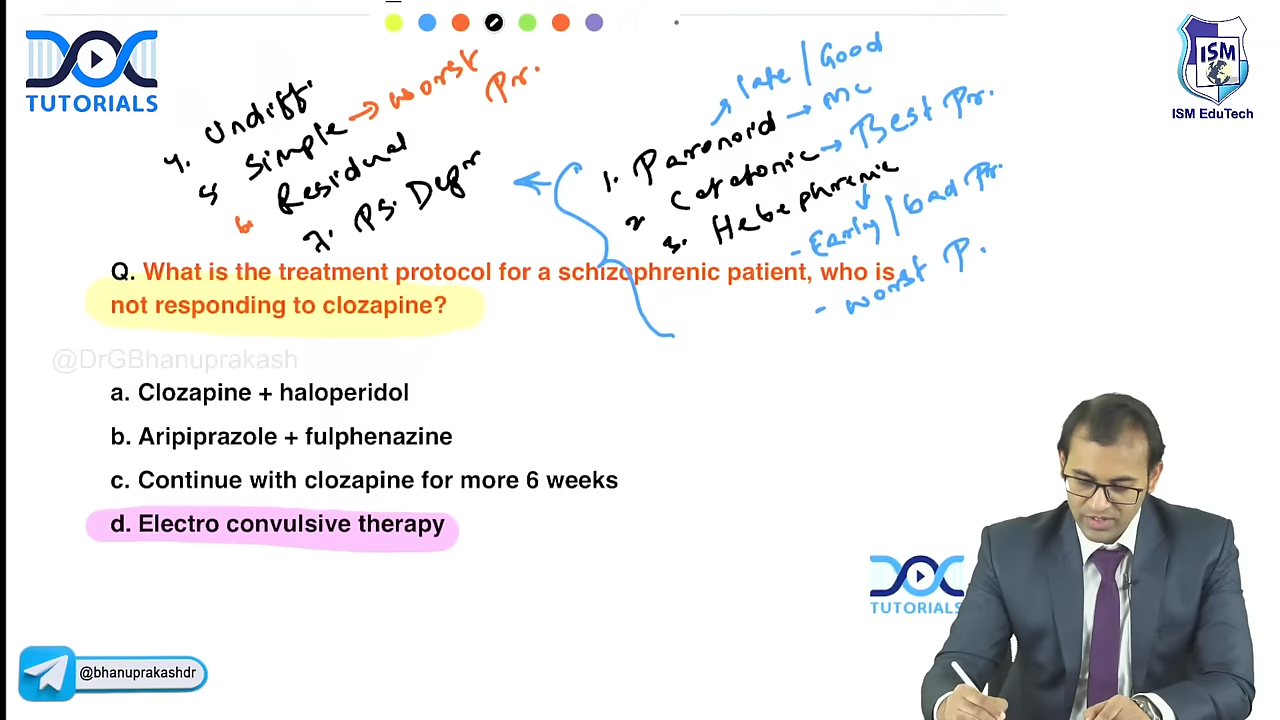 DOC
TUTORIALS
ISM
ISM EduTech
4. Undiff.
5 Simple → worst Pr.
6 Residual
7. PS. Depr
1. Paranoid → MC
late / Good
2 Catatonic → Best Pr.
3. Hebephrenic
- Early / bad Pr.
- worst P.
Q. What is the treatment protocol for a schizophrenic patient, who is
not responding to clozapine?
@DrGBhanuprakash
a. Clozapine + haloperidol
b. Aripiprazole + fulphenazine
c. Continue with clozapine for more 6 weeks
d. Electro convulsive therapy
DOC
TUTORIALS
@bhanuprakashdr